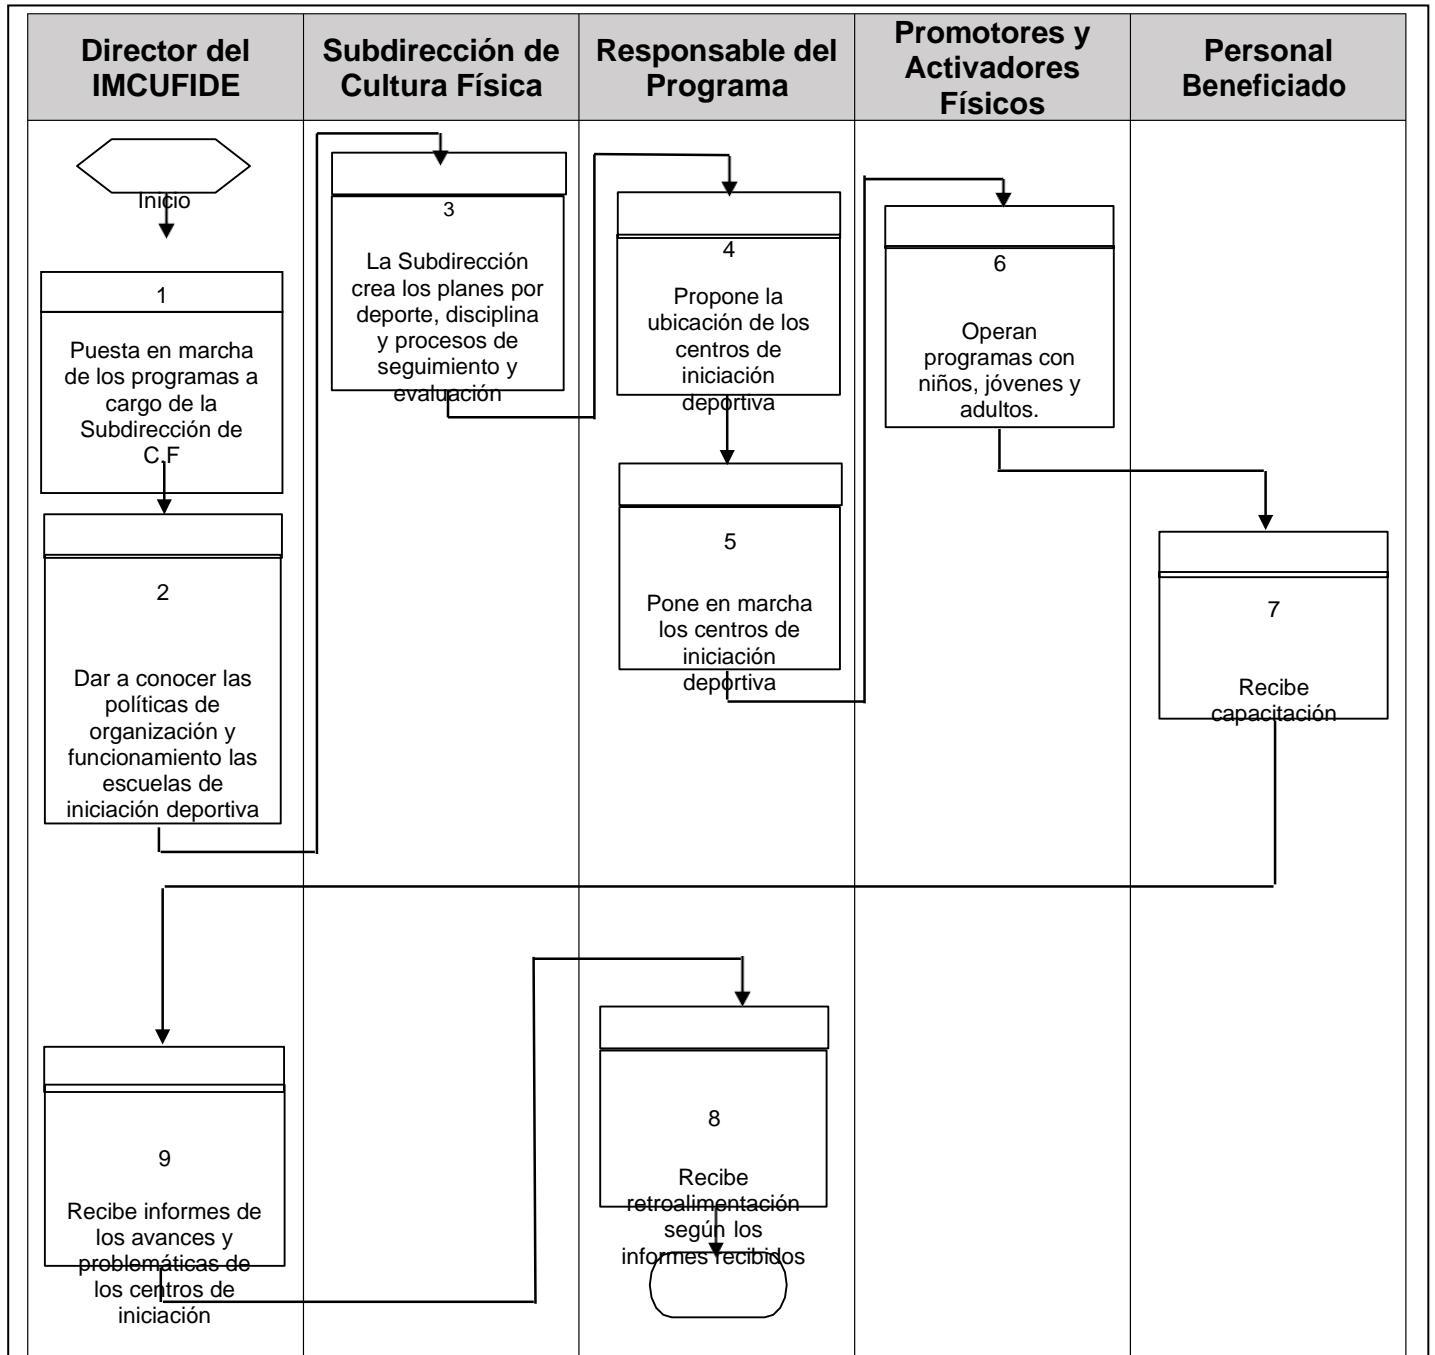 Director del
IMCUFIDE
Subdirección de
Cultura Física
Responsable del
Programa
Promotores y
Activadores
Físicos
Personal
Beneficiado
Inicio
1
Puesta en marcha
de los programas a
cargo de la
Subdirección de
C.F
2
Dar a conocer las
políticas de
organización y
funcionamiento las
escuelas de
iniciación deportiva
3
La Subdirección
crea los planes por
deporte, disciplina
y procesos de
seguimiento y
evaluación
4
Propone la
ubicación de los
centros de
iniciación
deportiva
5
Pone en marcha
los centros de
iniciación
deportiva
6
Operan
programas con
niños, jóvenes y
adultos.
7
Recibe
capacitación
9
Recibe informes de
los avances y
problemáticas de
los centros de
iniciación
8
Recibe
retroalimentación
según los
informes recibidos